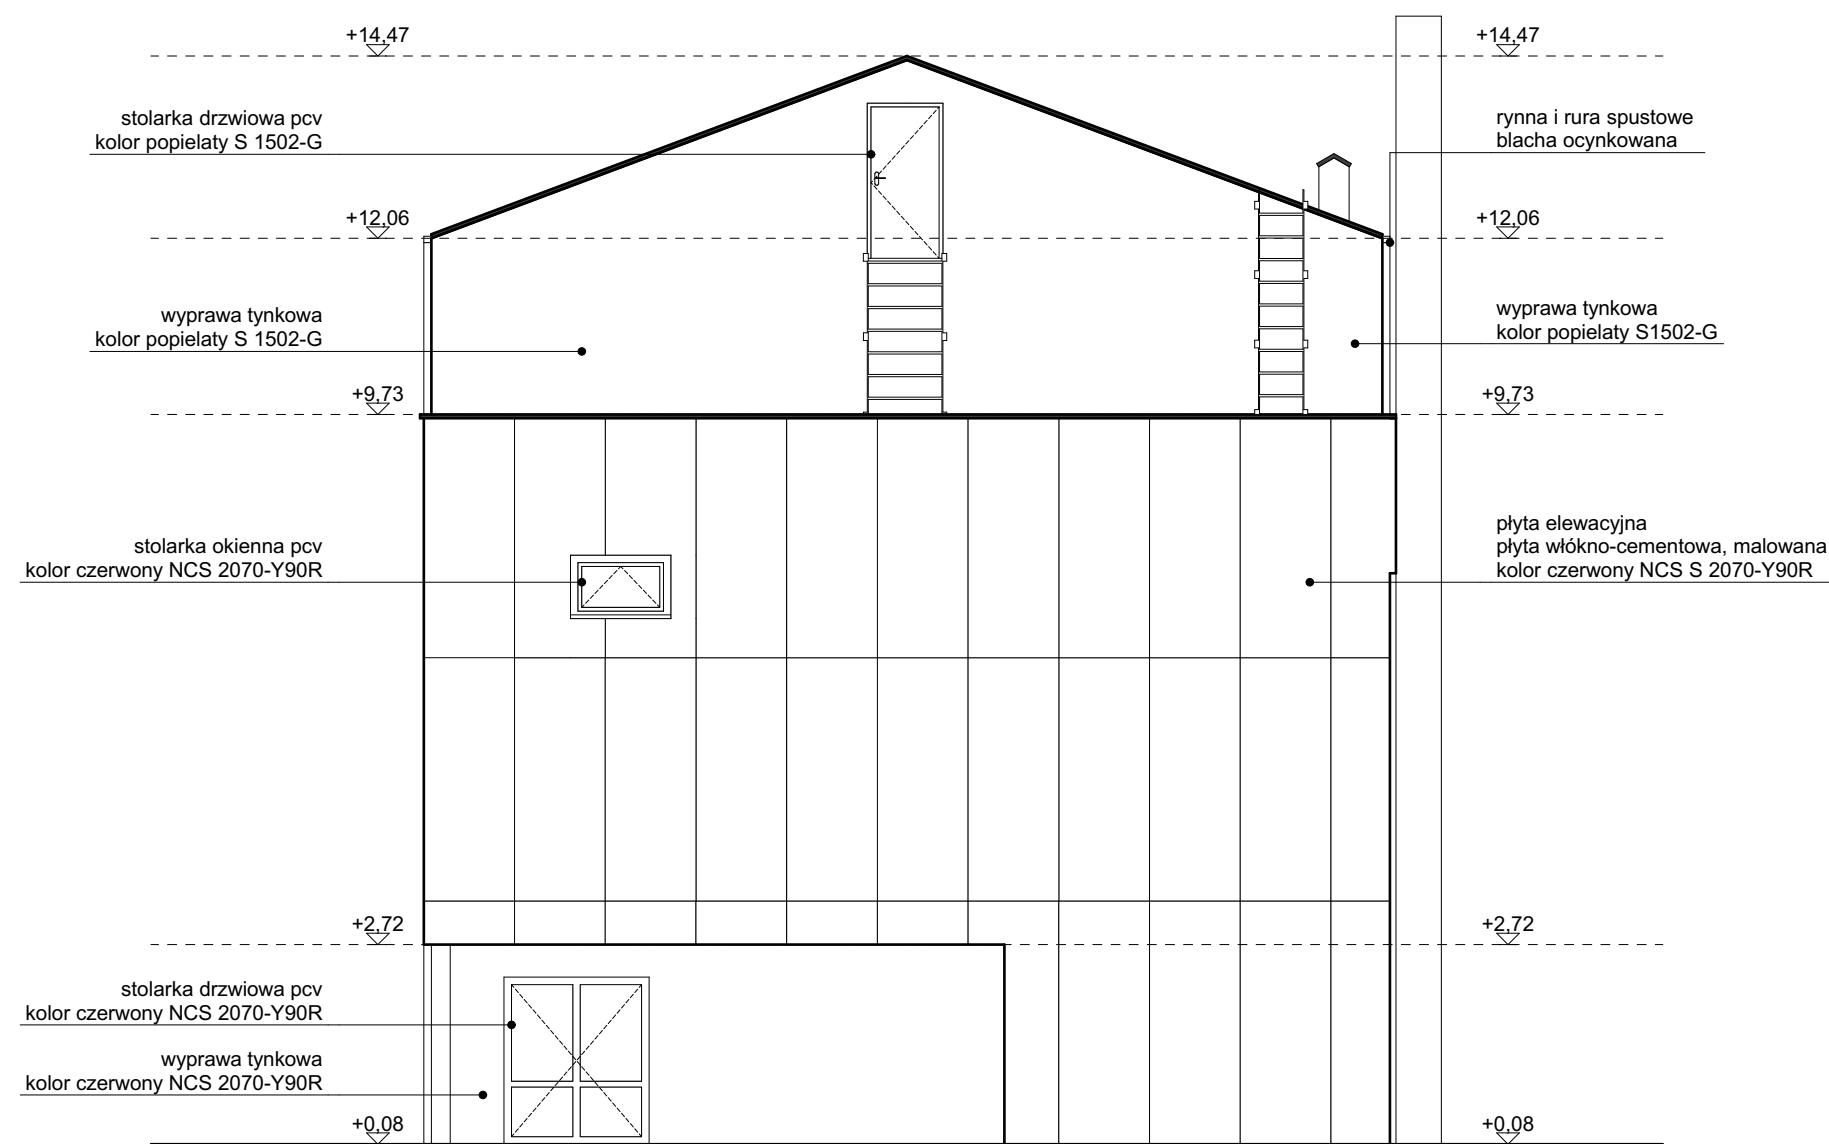 +14,47
+14,47
stolarka drzwiowa pcv
kolor popielaty S 1502-G
rynna i rura spustowe
blacha ocynkowana
+12,06
+12,06
wyprawa tynkowa
kolor popielaty S 1502-G
wyprawa tynkowa
kolor popielaty S1502-G
+9,73
+9,73
stolarka okienna pcv
kolor czerwony NCS 2070-Y90R
płyta elewacyjna
płyta włókno-cementowa, malowana
kolor czerwony NCS S 2070-Y90R
+2,72
+2,72
stolarka drzwiowa pcv
kolor czerwony NCS 2070-Y90R
wyprawa tynkowa
kolor czerwony NCS 2070-Y90R
+0,08
+0,08